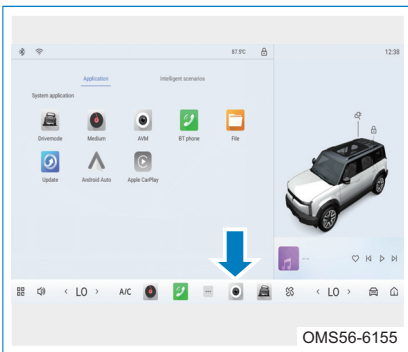 87.5℃ 12:38
Application Intelligent scenarios
System application
Drivemode Medium AVM BT phone File
Update Android Auto Apple CarPlay
...
< LO > A/C ... < LO >
OMS56-6155